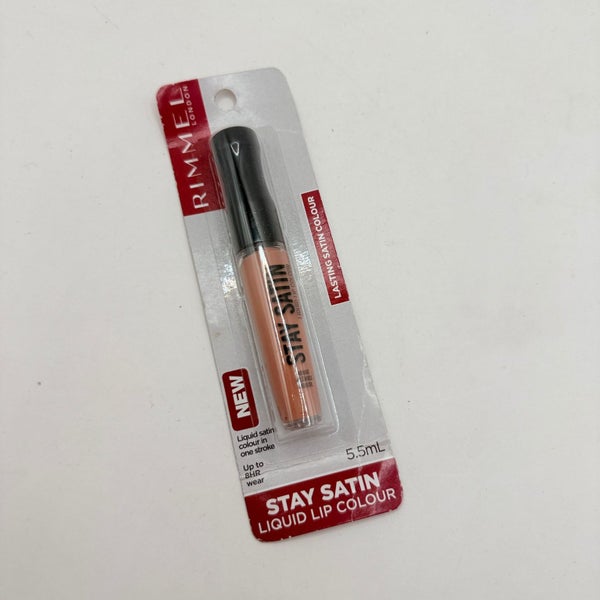 RIMMEL
LONDON
LASTING SATIN COLOUR
STAY SATIN
NEW
Liquid satin
colour in
one stroke
Up to
8HR
wear
5.5mL
STAY SATIN
LIQUID LIP COLOUR